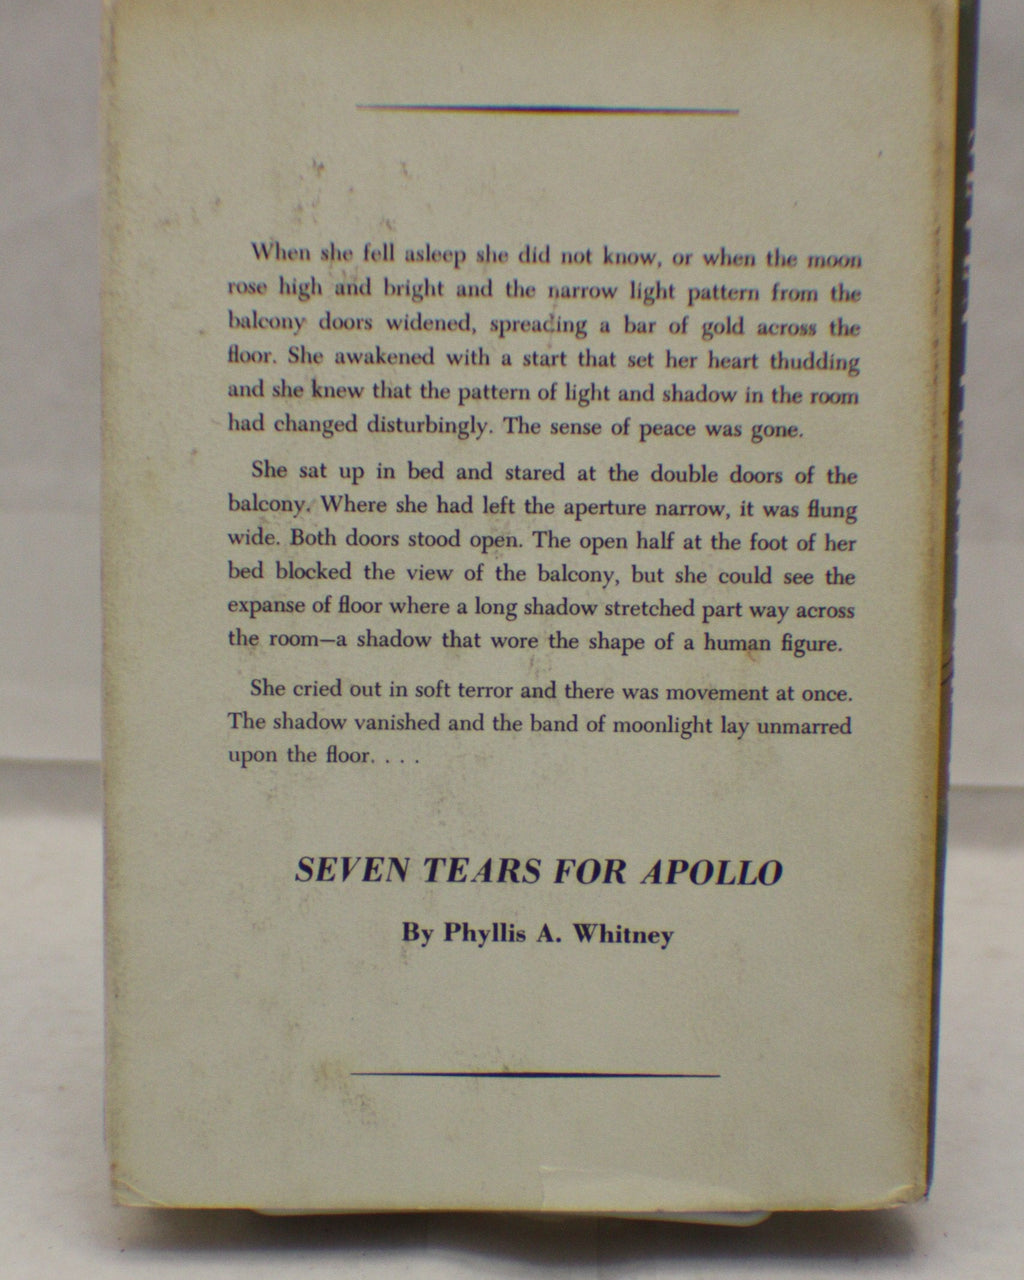 When she fell asleep she did not know, or when the moon
rose high and bright and the narrow light pattern from the
balcony doors widened, spreading a bar of gold across the
floor. She awakened with a start that set her heart thudding
and she knew that the pattern of light and shadow in the room
had changed disturbingly. The sense of peace was gone.
She sat up in bed and stared at the double doors of the
balcony. Where she had left the aperture narrow, it was flung
wide. Both doors stood open. The open half at the foot of her
bed blocked the view of the balcony, but she could see the
expanse of floor where a long shadow stretched part way across
the room—a shadow that wore the shape of a human figure.
She cried out in soft terror and there was movement at once.
The shadow vanished and the band of moonlight lay unmarred
upon the floor. . . .
SEVEN TEARS FOR APOLLO
By Phyllis A. Whitney